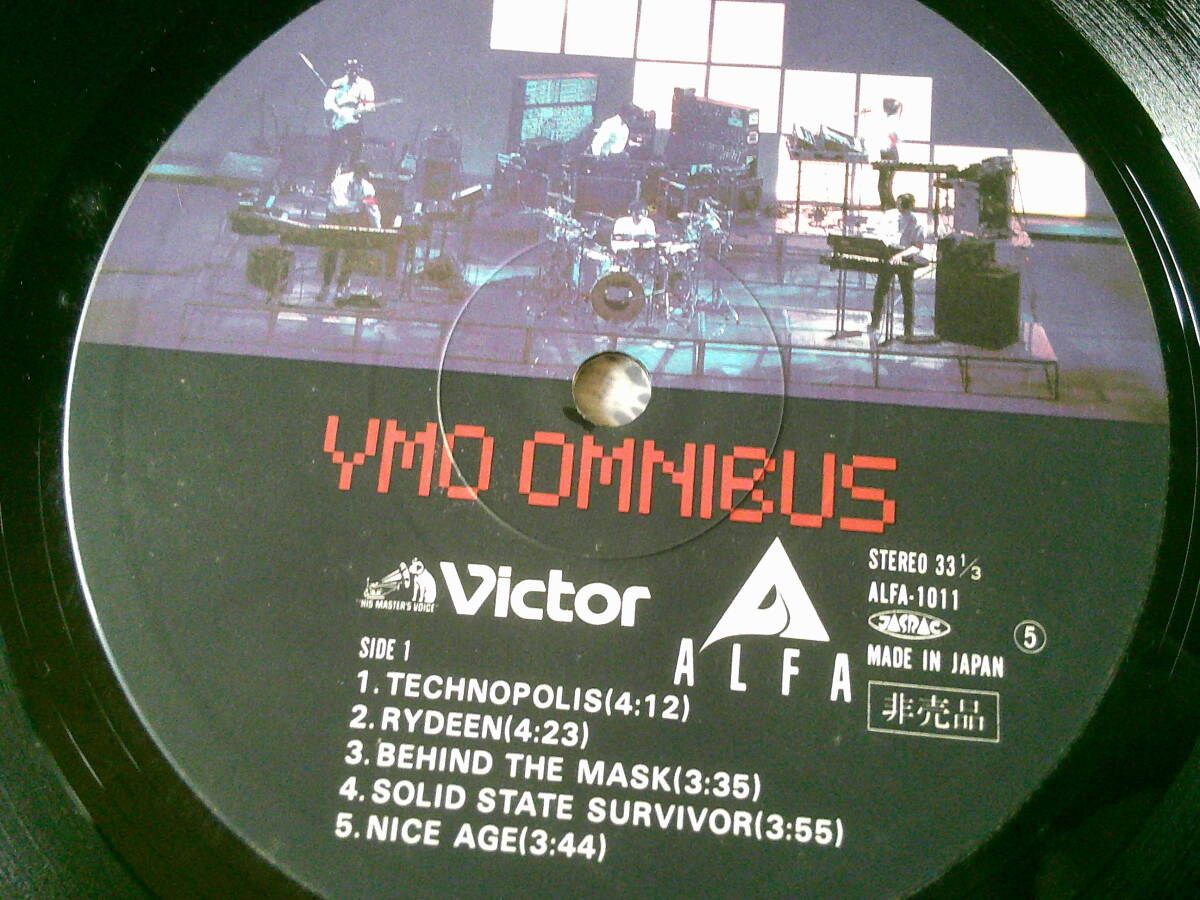 YMO OMNIBUS
HIS MASTER'S VOICE
Victor
ALFA
STEREO 33 1/3
ALFA-1011
JASRAC
5
MADE IN JAPAN
非売品
SIDE 1
1. TECHNOPOLIS(4:12)
2. RYDEEN(4:23)
3. BEHIND THE MASK(3:35)
4. SOLID STATE SURVIVOR(3:55)
5. NICE AGE(3:44)